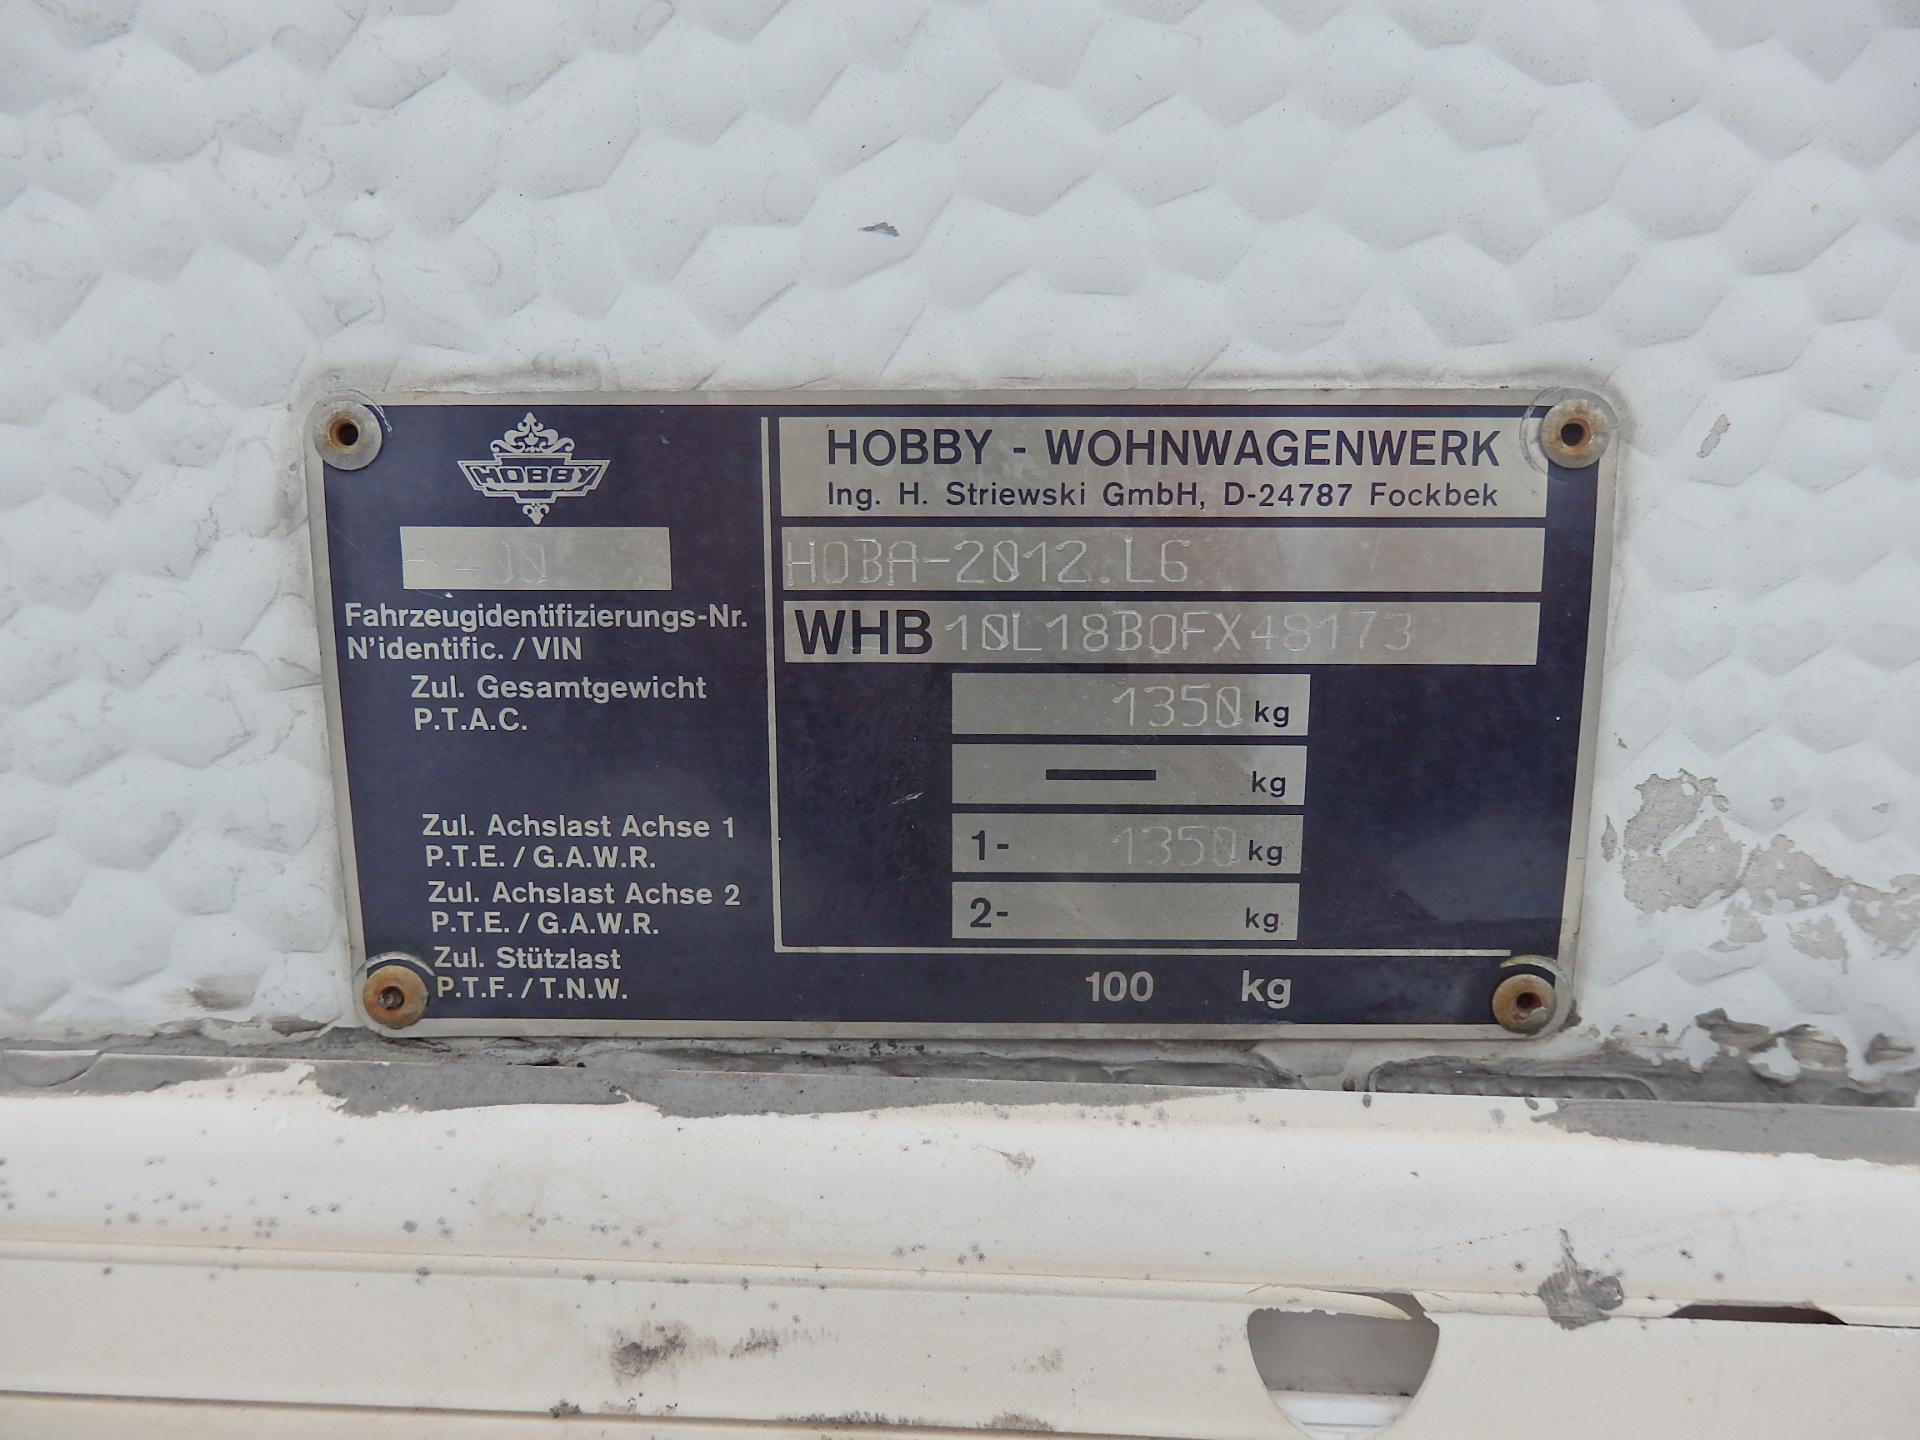 HOBBY
HOBBY - WOHNWAGENWERK
Ing. H. Striewski GmbH, D-24787 Fockbek
HOBA-2012.L6
Fahrzeugidentifizierungs-Nr.
N'identific. / VIN
WHB 10L18BOFX48173
Zul. Gesamtgewicht
P.T.A.C.
1350 kg
— kg
Zul. Achslast Achse 1
P.T.E. / G.A.W.R.
1- 1350 kg
Zul. Achslast Achse 2
P.T.E. / G.A.W.R.
2- kg
Zul. Stützlast
P.T.F. / T.N.W.
100 kg